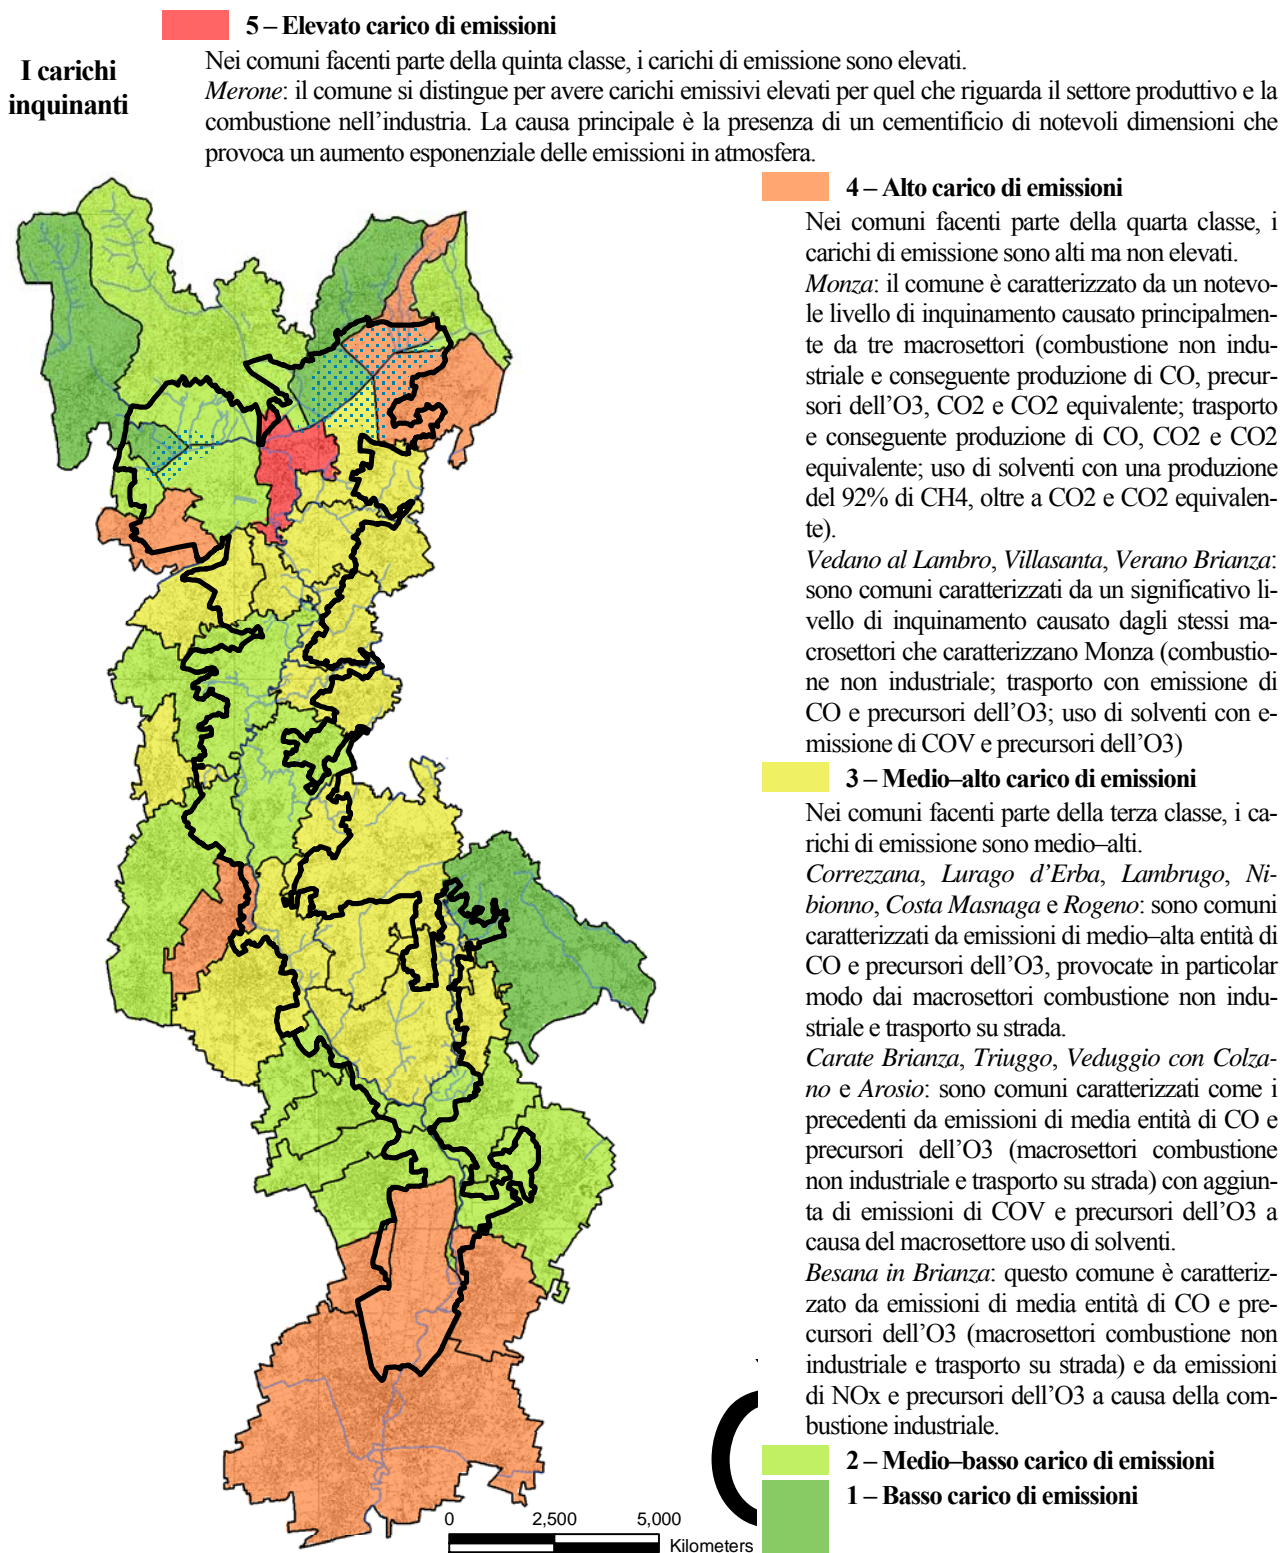 5 – Elevato carico di emissioni
I carichi
inquinanti
Nei comuni facenti parte della quinta classe, i carichi di emissione sono elevati.
Merone: il comune si distingue per avere carichi emissivi elevati per quel che riguarda il settore produttivo e la
combustione nell’industria. La causa principale è la presenza di un cementificio di notevoli dimensioni che
provoca un aumento esponenziale delle emissioni in atmosfera.
4 – Alto carico di emissioni
Nei comuni facenti parte della quarta classe, i
carichi di emissione sono alti ma non elevati.
Monza: il comune è caratterizzato da un notevo-
le livello di inquinamento causato principalmen-
te da tre macrosettori (combustione non indu-
striale e conseguente produzione di CO, precur-
sori dell’O3, CO2 e CO2 equivalente; trasporto
e conseguente produzione di CO, CO2 e CO2
equivalente; uso di solventi con una produzione
del 92% di CH4, oltre a CO2 e CO2 equivalen-
te).
Vedano al Lambro, Villasanta, Verano Brianza:
sono comuni caratterizzati da un significativo li-
vello di inquinamento causato dagli stessi ma-
crosettori che caratterizzano Monza (combustio-
ne non industriale; trasporto con emissione di
CO e precursori dell’O3; uso di solventi con e-
missione di COV e precursori dell’O3)
3 – Medio–alto carico di emissioni
Nei comuni facenti parte della terza classe, i ca-
richi di emissione sono medio–alti.
Correzzana, Lurago d’Erba, Lambrugo, Ni-
bionno, Costa Masnaga e Rogeno: sono comuni
caratterizzati da emissioni di medio–alta entità di
CO e precursori dell’O3, provocate in particolar
modo dai macrosettori combustione non indu-
striale e trasporto su strada.
Carate Brianza, Triuggo, Veduggio con Colza-
no e Arosio: sono comuni caratterizzati come i
precedenti da emissioni di media entità di CO e
precursori dell’O3 (macrosettori combustione
non industriale e trasporto su strada) con aggiun-
ta di emissioni di COV e precursori dell’O3 a
causa del macrosettore uso di solventi.
Besana in Brianza: questo comune è caratteriz-
zato da emissioni di media entità di CO e pre-
cursori dell’O3 (macrosettori combustione non
industriale e trasporto su strada) e da emissioni
di NOx e precursori dell’O3 a causa della com-
bustione industriale.
2 – Medio–basso carico di emissioni
1 – Basso carico di emissioni
0 2,500 5,000
Kilometers